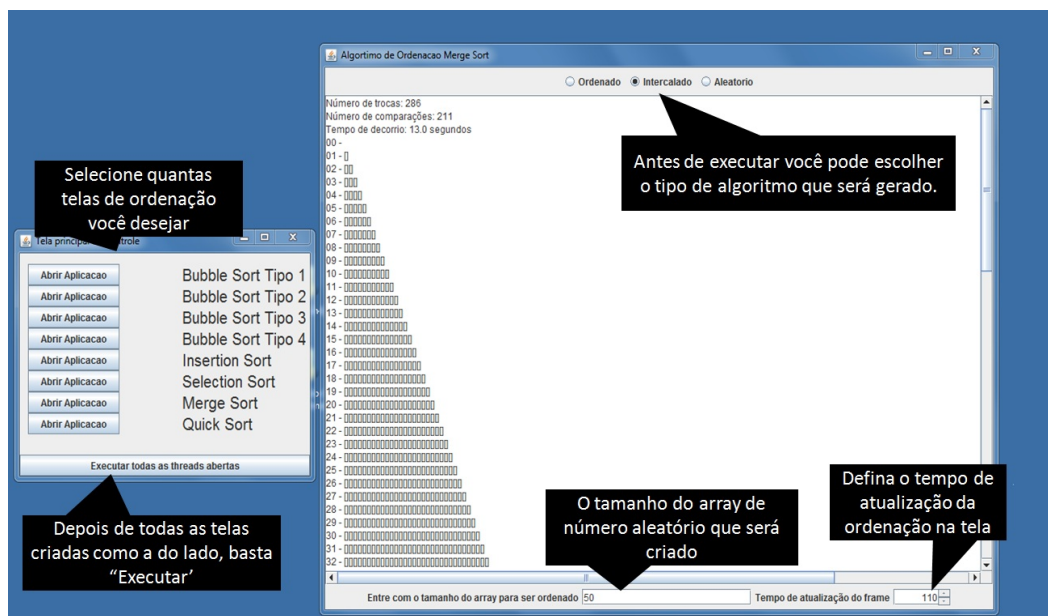 Algortimo de Ordenacao Merge Sort
Ordenado Intercalado Aleatorio
Número de trocas: 286
Número de comparações: 211
Tempo de decorrio: 13.0 segundos
00 -
01 -
02 -
03 -
04 -
05 -
06 -
07 -
08 -
09 -
10 -
11 -
12 -
13 -
14 -
15 -
16 -
17 -
18 -
19 -
20 -
21 -
22 -
23 -
24 -
25 -
26 -
27 -
28 -
29 -
30 -
31 -
32 -
Antes de executar você pode escolher
o tipo de algoritmo que será gerado.
Selecione quantas
telas de ordenação
você desejar
Tela principal
Abrir Aplicacao Bubble Sort Tipo 1
Abrir Aplicacao Bubble Sort Tipo 2
Abrir Aplicacao Bubble Sort Tipo 3
Abrir Aplicacao Bubble Sort Tipo 4
Abrir Aplicacao Insertion Sort
Abrir Aplicacao Selection Sort
Abrir Aplicacao Merge Sort
Abrir Aplicacao Quick Sort
Executar todas as threads abertas
Depois de todas as telas
criadas como a do lado, basta
“Executar’
O tamanho do array de
número aleatório que será
criado
Defina o tempo de
atualização da
ordenação na tela
Entre com o tamanho do array para ser ordenado 50 Tempo de atualização do frame 110